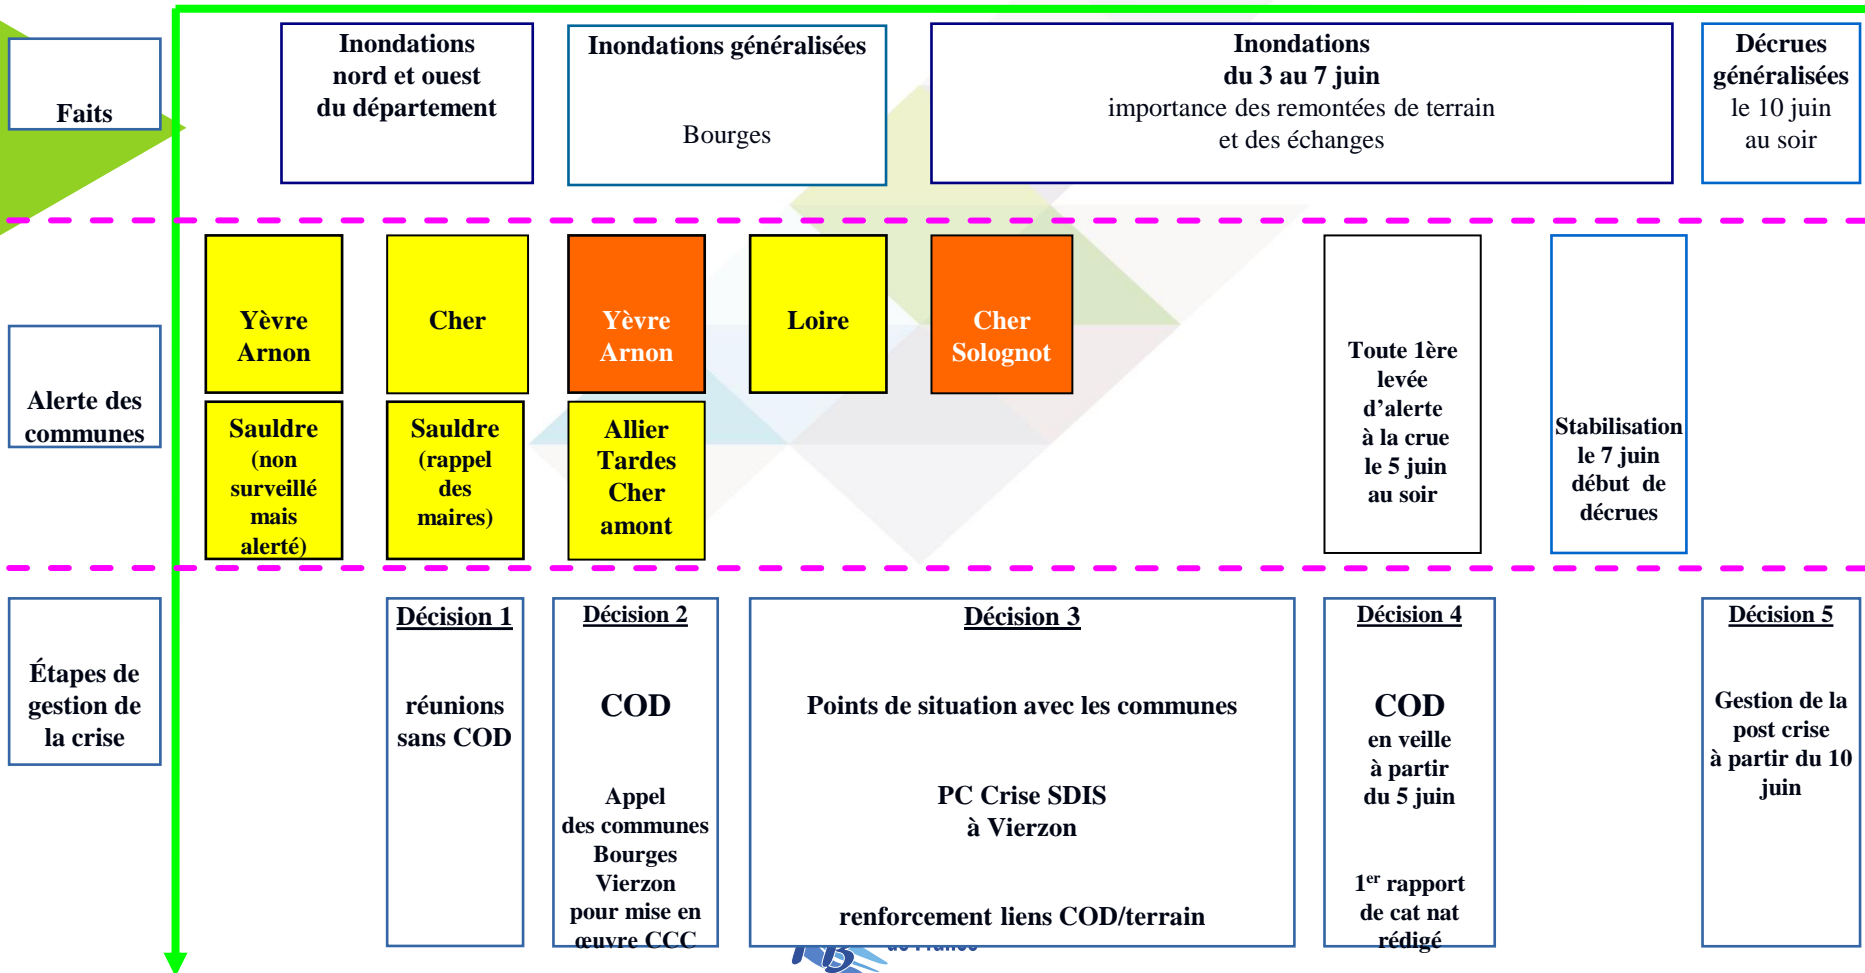 Faits
Inondations
nord et ouest
du département
Inondations généralisées
Bourges
Inondations
du 3 au 7 juin
importance des remontées de terrain
et des échanges
Décrues
généralisées
le 10 juin
au soir
Alerte des
communes
Yèvre
Arnon
Cher
Yèvre
Arnon
Loire
Cher
Solognot
Sauldre
(non
surveillé
mais
alerté)
Sauldre
(rappel
des
maires)
Allier
Tardes
Cher
amont
Toute 1ère
levée
d’alerte
à la crue
le 5 juin
au soir
Stabilisation
le 7 juin
début de
décrues
Étapes de
gestion de
la crise
Décision 1
réunions
sans COD
Décision 2
COD
Appel
des communes
Bourges
Vierzon
pour mise en
œuvre CCC
Décision 3
Points de situation avec les communes
PC Crise SDIS
à Vierzon
renforcement liens COD/terrain
Décision 4
COD
en veille
à partir
du 5 juin
1er rapport
de cat nat
rédigé
Décision 5
Gestion de la
post crise
à partir du 10
juin
de France